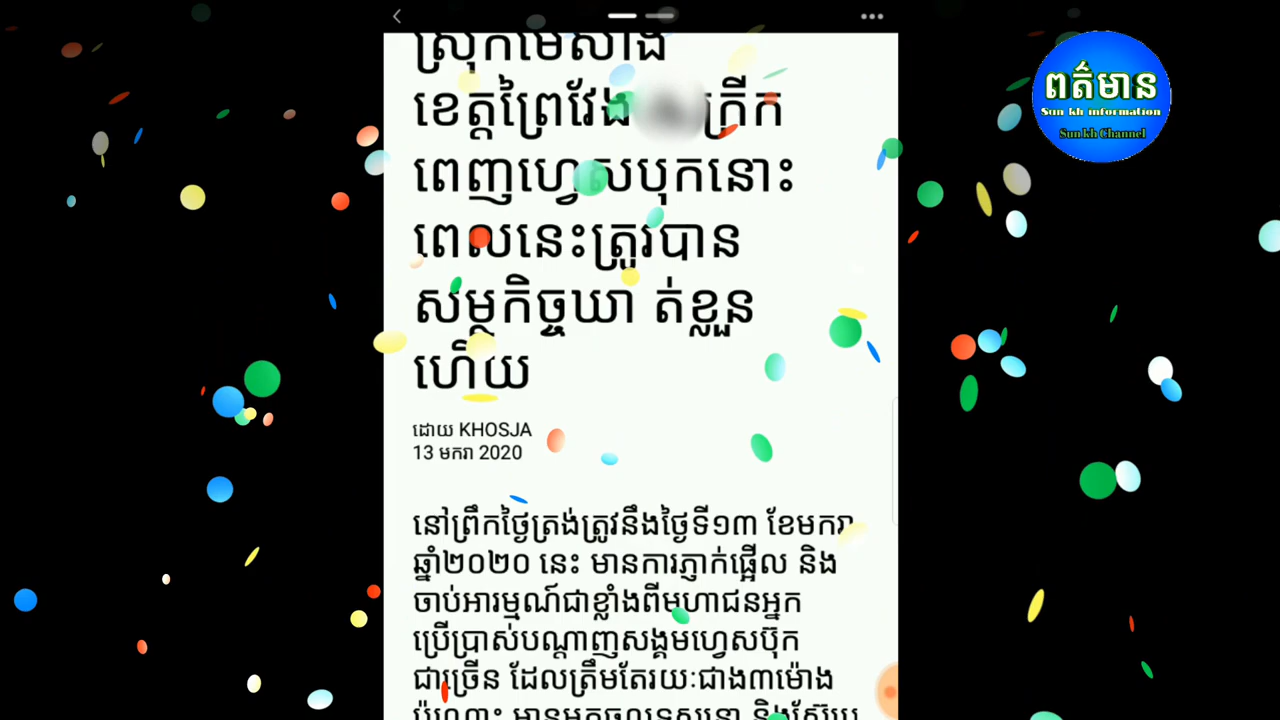 ស្រុកមេសាង
ខេត្តព្រៃវែង ក្រីក
ពេញហ្វេសបុកនោះ
ពេលនេះត្រូវបាន
សម្ថកិច្ចឃា ត់ខ្លួន
ហើយ
ដោយ KHOSJA
13 មករា 2020
នៅព្រឹកថ្ងៃត្រង់ត្រូវនឹងថ្ងៃទី១៣ ខែមករា
ឆ្នាំ២០២០ នេះ មានការភ្ញាក់ផ្អើល និង
ចាប់អារម្មណ៍ជាខ្លាំងពីមហាជនអ្នក
ប្រើប្រាស់បណ្តាញសង្គមហ្វេសប៊ុក
ជាច្រើន ដែលត្រឹមតែរយៈជាង៣ម៉ោង
ព័ត៌មាន
Sun kh information
Sun kh Channel